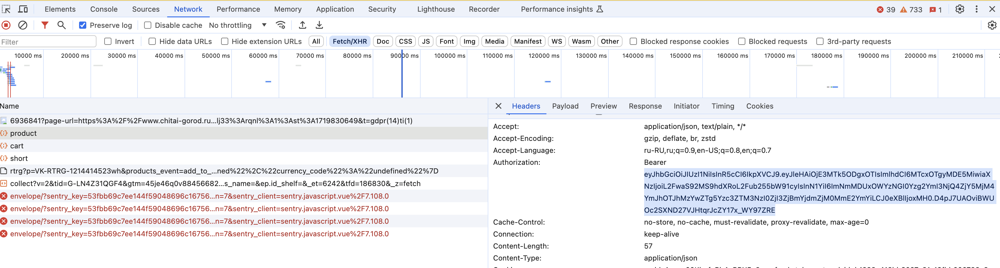 Elements Console Sources Network Performance Memory Application Security Lighthouse Recorder Performance insights 39 733 1
Preserve log Disable cache No throttling
Filter Invert Hide data URLs Hide extension URLs All Fetch/XHR Doc CSS JS Font Img Media Manifest WS Wasm Other Blocked response cookies Blocked requests 3rd-party requests
10000 ms 20000 ms 30000 ms 40000 ms 50000 ms 60000 ms 70000 ms 80000 ms 90000 ms 100000 ms 110000 ms 120000 ms 130000 ms 140000 ms 150000 ms 160000 ms 170000 ms 180000 ms 190000 ms 200000 ms 210000 ms
Name
6936841?page-url=https%3A%2F%2Fwww.chitai-gorod.ru...lj33%3Arqnl%3A1%3Ast%3A1719830649&t=gdpr(14)ti(1)
product
cart
short
rtrg?p=VK-RTRG-1214414523wh&products_event=add_to_...ned%22%2C%22currency_code%22%3A%22undefined%22%7D
collect?v=2&tid=G-LN4Z31QGF4&gtm=45je46q0v88456682...s_name=&ep.id_shelf=&_et=6242&tfd=186830&_z=fetch
envelope/?sentry_key=53fbb69c7ee144f59048696c16756...n=7&sentry_client=sentry.javascript.vue%2F7.108.0
envelope/?sentry_key=53fbb69c7ee144f59048696c16756...n=7&sentry_client=sentry.javascript.vue%2F7.108.0
envelope/?sentry_key=53fbb69c7ee144f59048696c16756...n=7&sentry_client=sentry.javascript.vue%2F7.108.0
envelope/?sentry_key=53fbb69c7ee144f59048696c16756...n=7&sentry_client=sentry.javascript.vue%2F7.108.0
Headers Payload Preview Response Initiator Timing Cookies
Accept: application/json, text/plain, */*
Accept-Encoding: gzip, deflate, br, zstd
Accept-Language: ru-RU,ru;q=0.9,en-US;q=0.8,en;q=0.7
Authorization: Bearer
eyJhbGciOiJIUzI1NiIsInR5cCI6IkpXVCJ9.eyJleHAiOjE3MTk5ODgxOTIsImlhdCI6MTcxOTgyMDE5MiwiaX
NzIjoiL2FwaS92MS9hdXRoL2Fub255bW91cyIsInN1YiI6ImNmMDUxOWYzNGI0Yzg2YmI3NjQ4ZjY5MjM4
YmJhOTJhMzYwZTg5Yzc3ZTM3NzI0ZjI3ZjBmYjdmZjM0MmE2YmYiLCJ0eXBlIjoxMH0.D4pJ7UAOviBWU
Oc2SXND27VJHtqrJcZY17x_WY97ZRE
Cache-Control: no-store, no-cache, must-revalidate, proxy-revalidate, max-age=0
Connection: keep-alive
Content-Length: 57
Content-Type: application/json